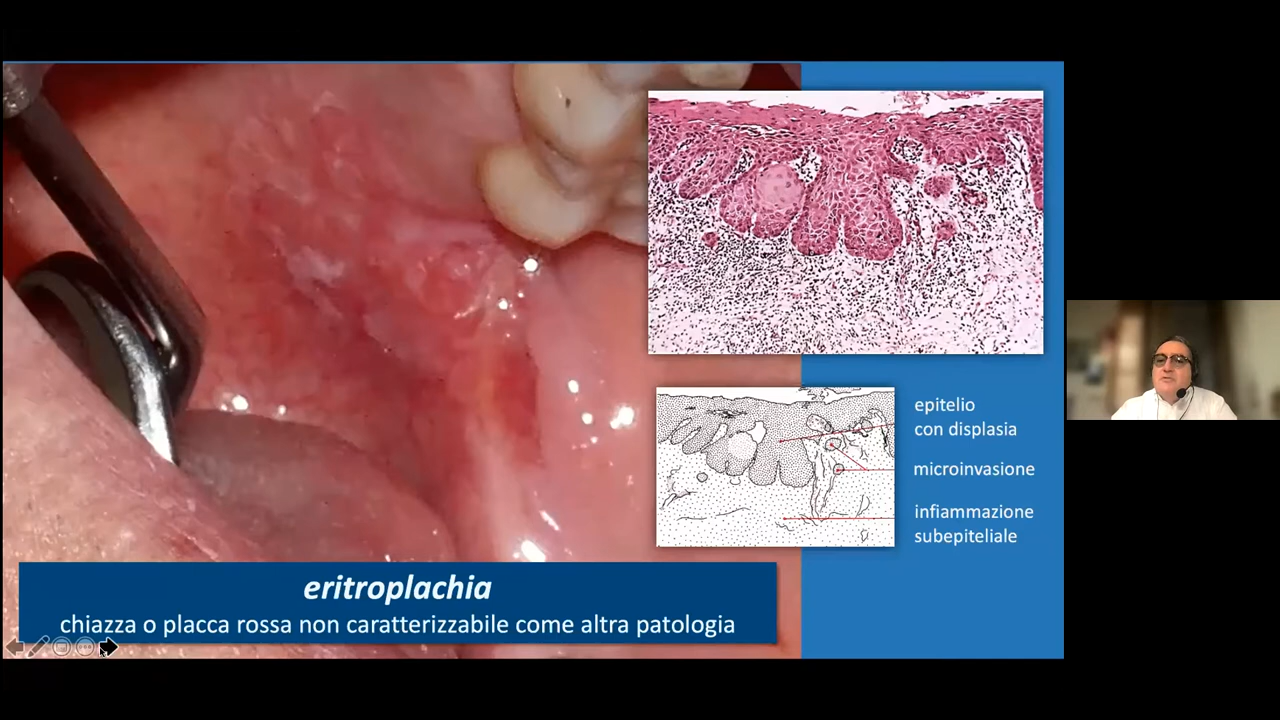 epitelio
con displasia
microinvasione
infiammazione
subepiteliale
eritroplachia
chiazza o placca rossa non caratterizzabile come altra patologia